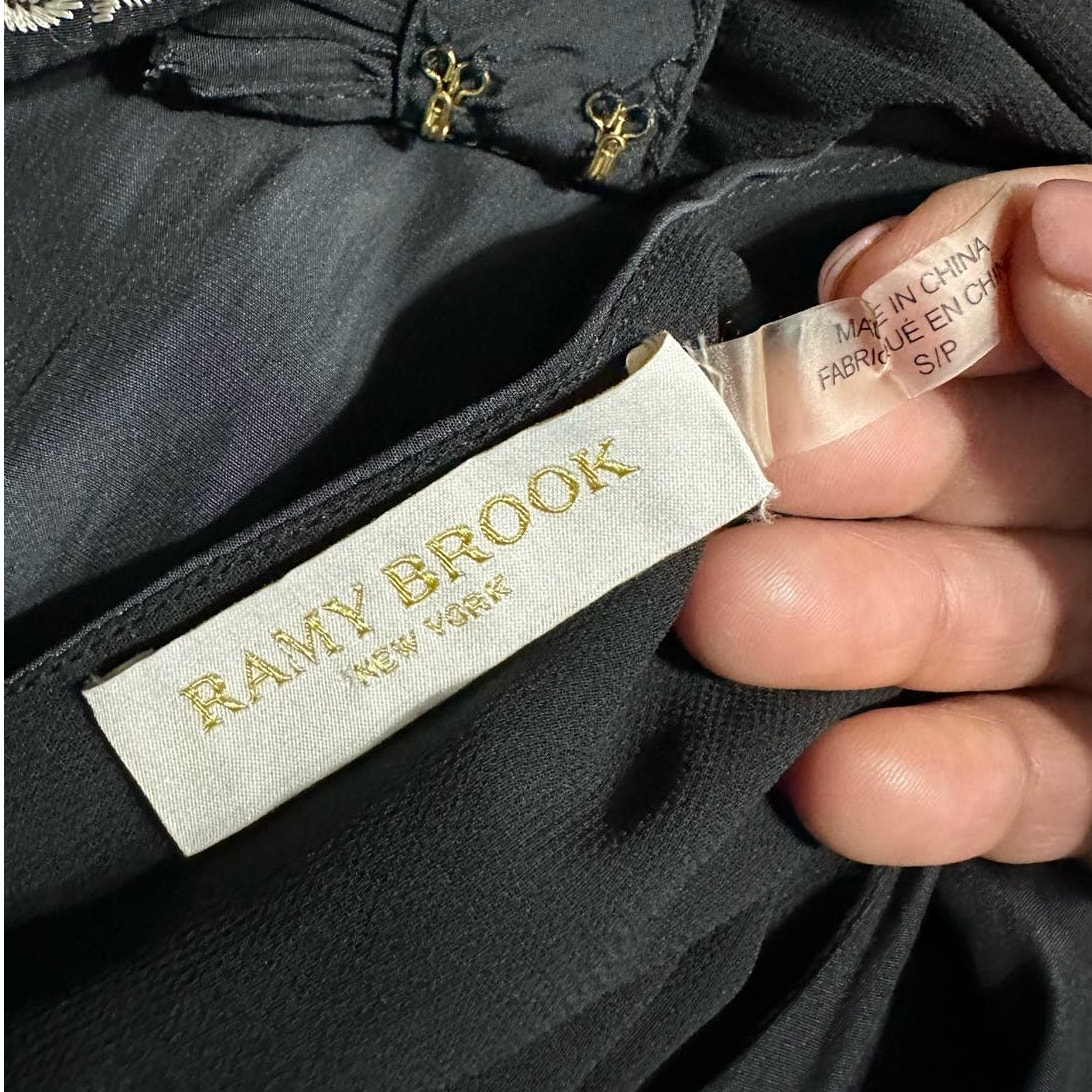 RAMY BROOK
NEW YORK
MADE IN CHINA
FABRIQUÉ EN CHIN
S/P